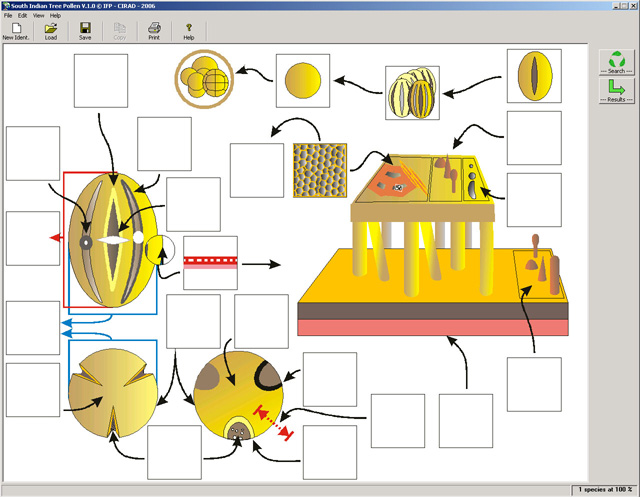 South Indian Tree Pollen V.1.0 © IFP - CIRAD - 2006
File Edit View Help
New Ident. Load Save Copy Print Help
--- Search ---
--- Results ---
1 species at 100 %